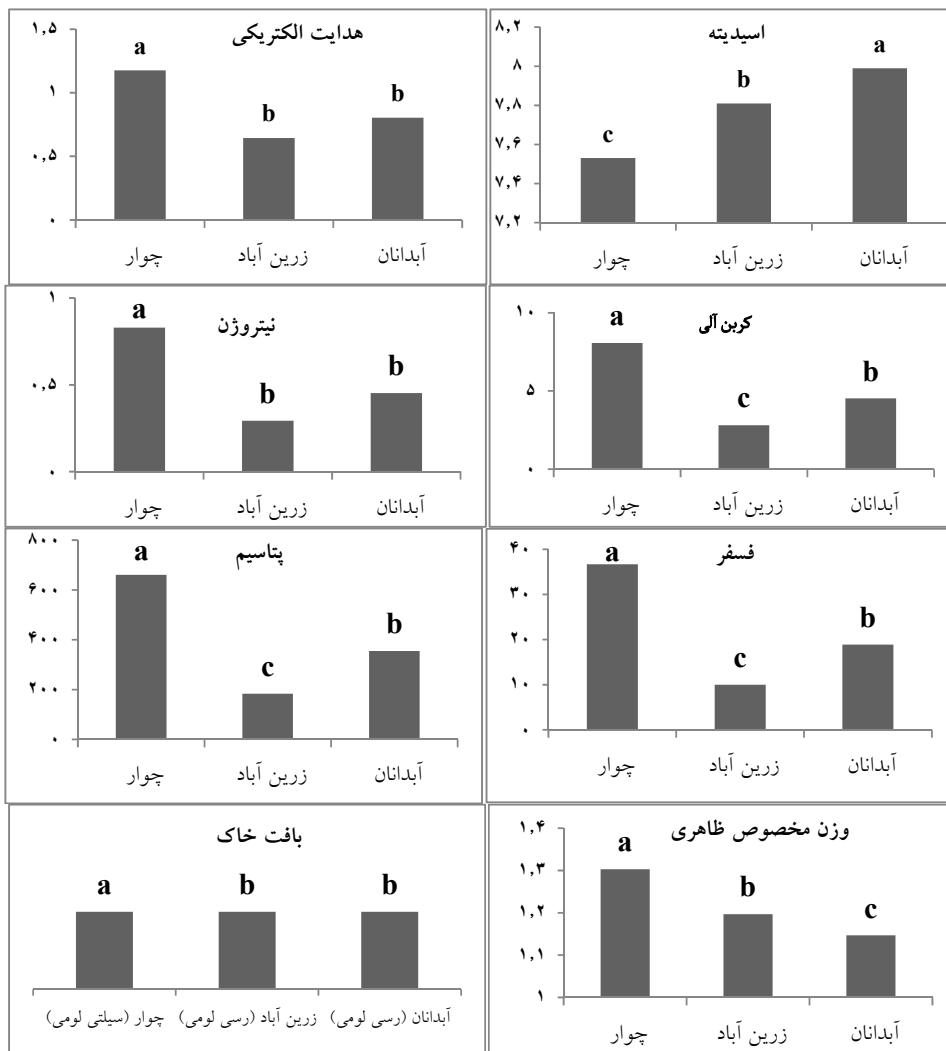 هدایت الکتریکی
۱,۵
۱
۰,۵
۰
a
b
b
چوار
زرین آباد
آبدانان
اسیدیته
۸,۲
۸
۷,۸
۷,۶
۷,۴
۷,۲
c
b
a
چوار
زرین آباد
آبدانان
نیتروژن
۱
۰,۵
۰
a
b
b
چوار
زرین آباد
آبدانان
کربن آلی
۱۰
۵
۰
a
c
b
چوار
زرین آباد
آبدانان
پتاسیم
۸۰۰
۶۰۰
۴۰۰
۲۰۰
۰
a
c
b
چوار
زرین آباد
آبدانان
فسفر
۴۰
۳۰
۲۰
۱۰
۰
a
c
b
چوار
زرین آباد
آبدانان
بافت خاک
a
b
b
چوار (سیلتی لومی)
زرین آباد (رسی لومی)
آبدانان (رسی لومی)
وزن مخصوص ظاهری
۱,۴
۱,۳
۱,۲
۱,۱
۱
a
b
c
چوار
زرین آباد
آبدانان